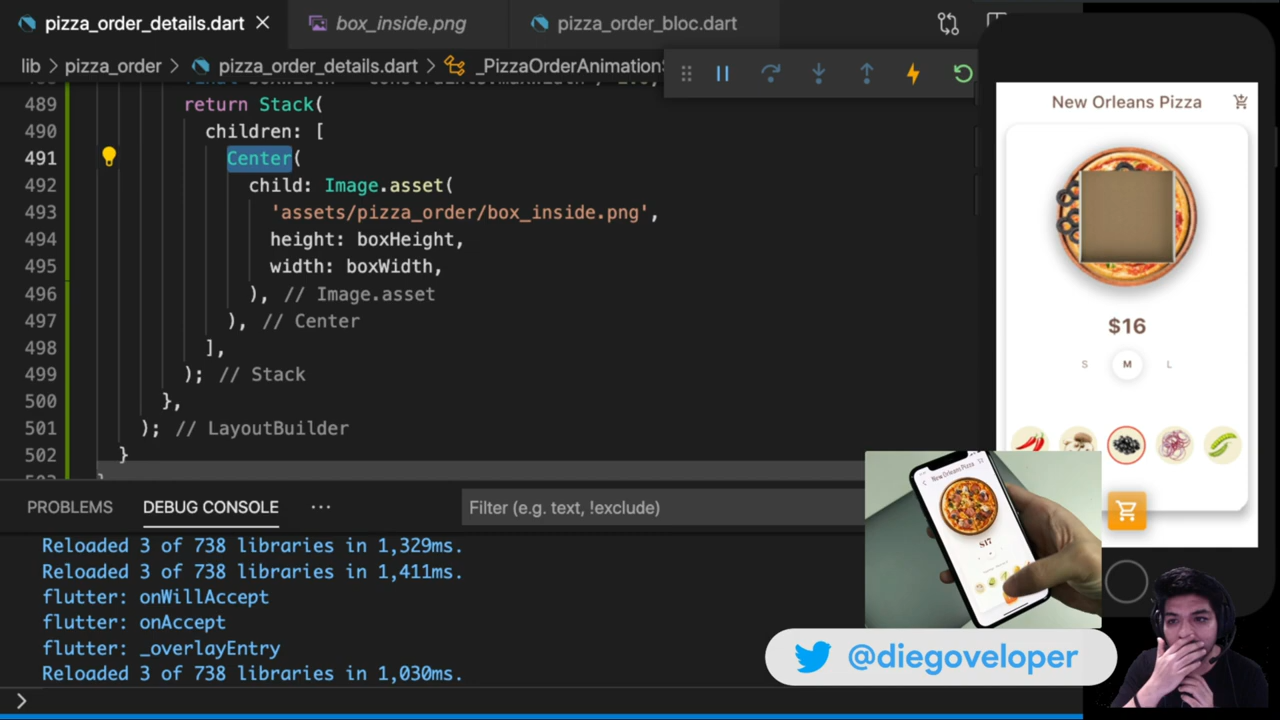 pizza_order_details.dart
box_inside.png
pizza_order_bloc.dart
lib > pizza_order > pizza_order_details.dart > _PizzaOrderAnimation
489 return Stack(
490 children: [
491 Center(
492 child: Image.asset(
493 'assets/pizza_order/box_inside.png',
494 height: boxHeight,
495 width: boxWidth,
496 ), // Image.asset
497 ), // Center
498 ],
499 ); // Stack
500 },
501 ); // LayoutBuilder
502 }
PROBLEMS
DEBUG CONSOLE
...
Filter (e.g. text, !exclude)
Reloaded 3 of 738 libraries in 1,329ms.
Reloaded 3 of 738 libraries in 1,411ms.
flutter: onWillAccept
flutter: onAccept
flutter: _overlayEntry
Reloaded 3 of 738 libraries in 1,030ms.
>
New Orleans Pizza
$16
S M L
New Orleans Pizza
$17
@diegoveloper